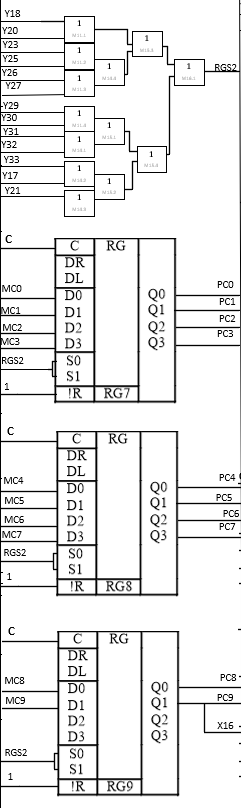 Y18
1
Y20
1
1
Y23
1
RGS2
Y25
1
Y26
1
Y27
Y29
1
Y30
1
Y31
1
Y32
1
Y33
1
Y17
1
Y21
1
C C RG
DR
DL
MC0 D0 Q0 PC0
MC1 D1 Q1 PC1
MC2 D2 Q2 PC2
MC3 D3 Q3 PC3
RGS2 S0
S1
1 !R RG7
C C RG
DR
DL
MC4 D0 Q0 PC4
MC5 D1 Q1 PC5
MC6 D2 Q2 PC6
MC7 D3 Q3 PC7
RGS2 S0
S1
1 !R RG8
C C RG
DR
DL
MC8 D0 Q0 PC8
MC9 D1 Q1 PC9
D2 Q2
D3 Q3 X16
RGS2 S0
S1
1 !R RG9